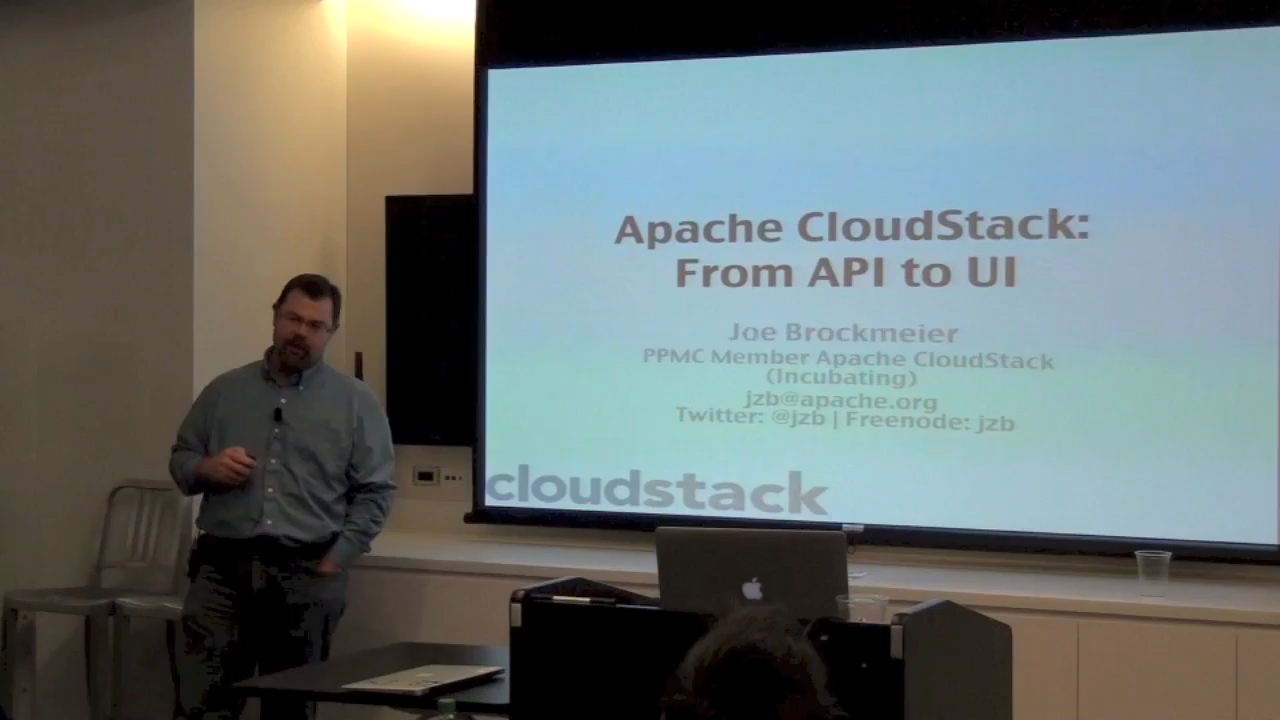 Apache CloudStack:
From API to UI
Joe Brockmeier
PPMC Member Apache CloudStack
(Incubating)
jzb@apache.org
Twitter: @jzb | Freenode: jzb
cloudstack